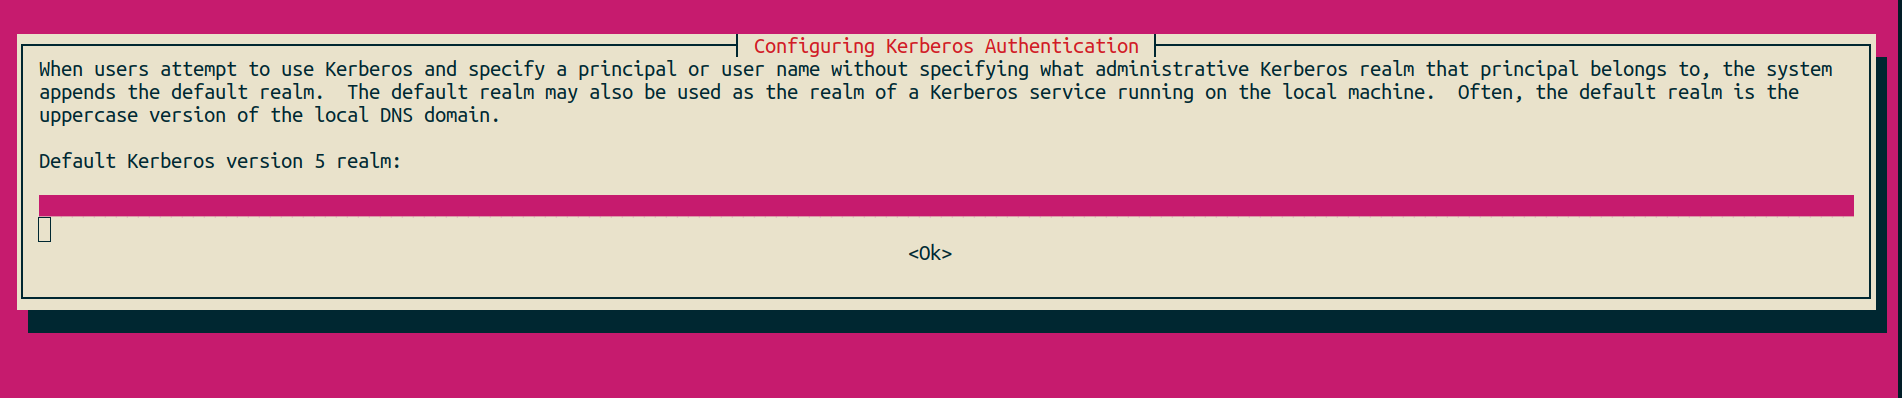 Configuring Kerberos Authentication
When users attempt to use Kerberos and specify a principal or user name without specifying what administrative Kerberos realm that principal belongs to, the system
appends the default realm.  The default realm may also be used as the realm of a Kerberos service running on the local machine.  Often, the default realm is the
uppercase version of the local DNS domain.
Default Kerberos version 5 realm:
<Ok>